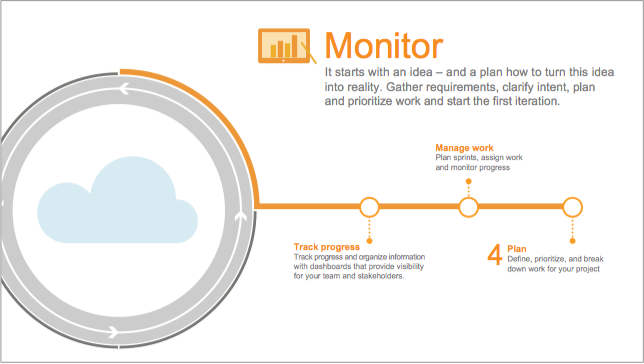 Monitor
It starts with an idea – and a plan how to turn this idea
into reality. Gather requirements, clarify intent, plan
and prioritize work and start the first iteration.
Manage work
Plan sprints, assign work
and monitor progress
Track progress
Track progress and organize information
with dashboards that provide visibility
for your team and stakeholders.
4 Plan
Define, prioritize, and break
down work for your project